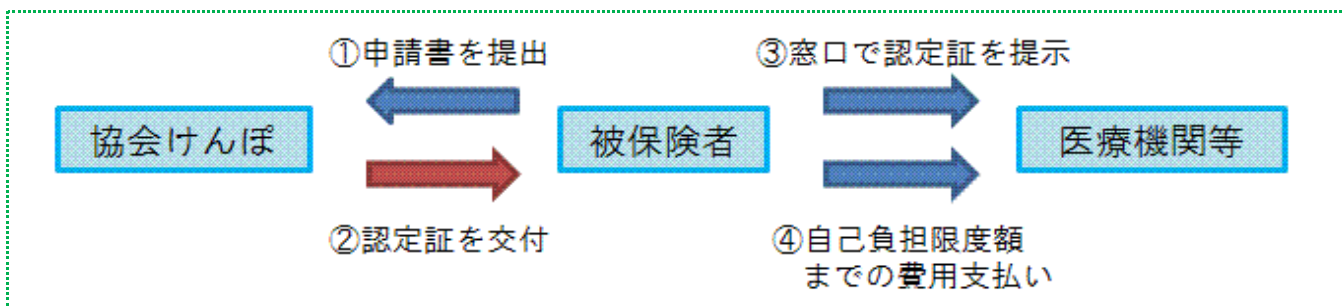 ①申請書を提出
③窓口で認定証を提示
協会けんぽ
被保険者
医療機関等
②認定証を交付
④自己負担限度額
までの費用支払い